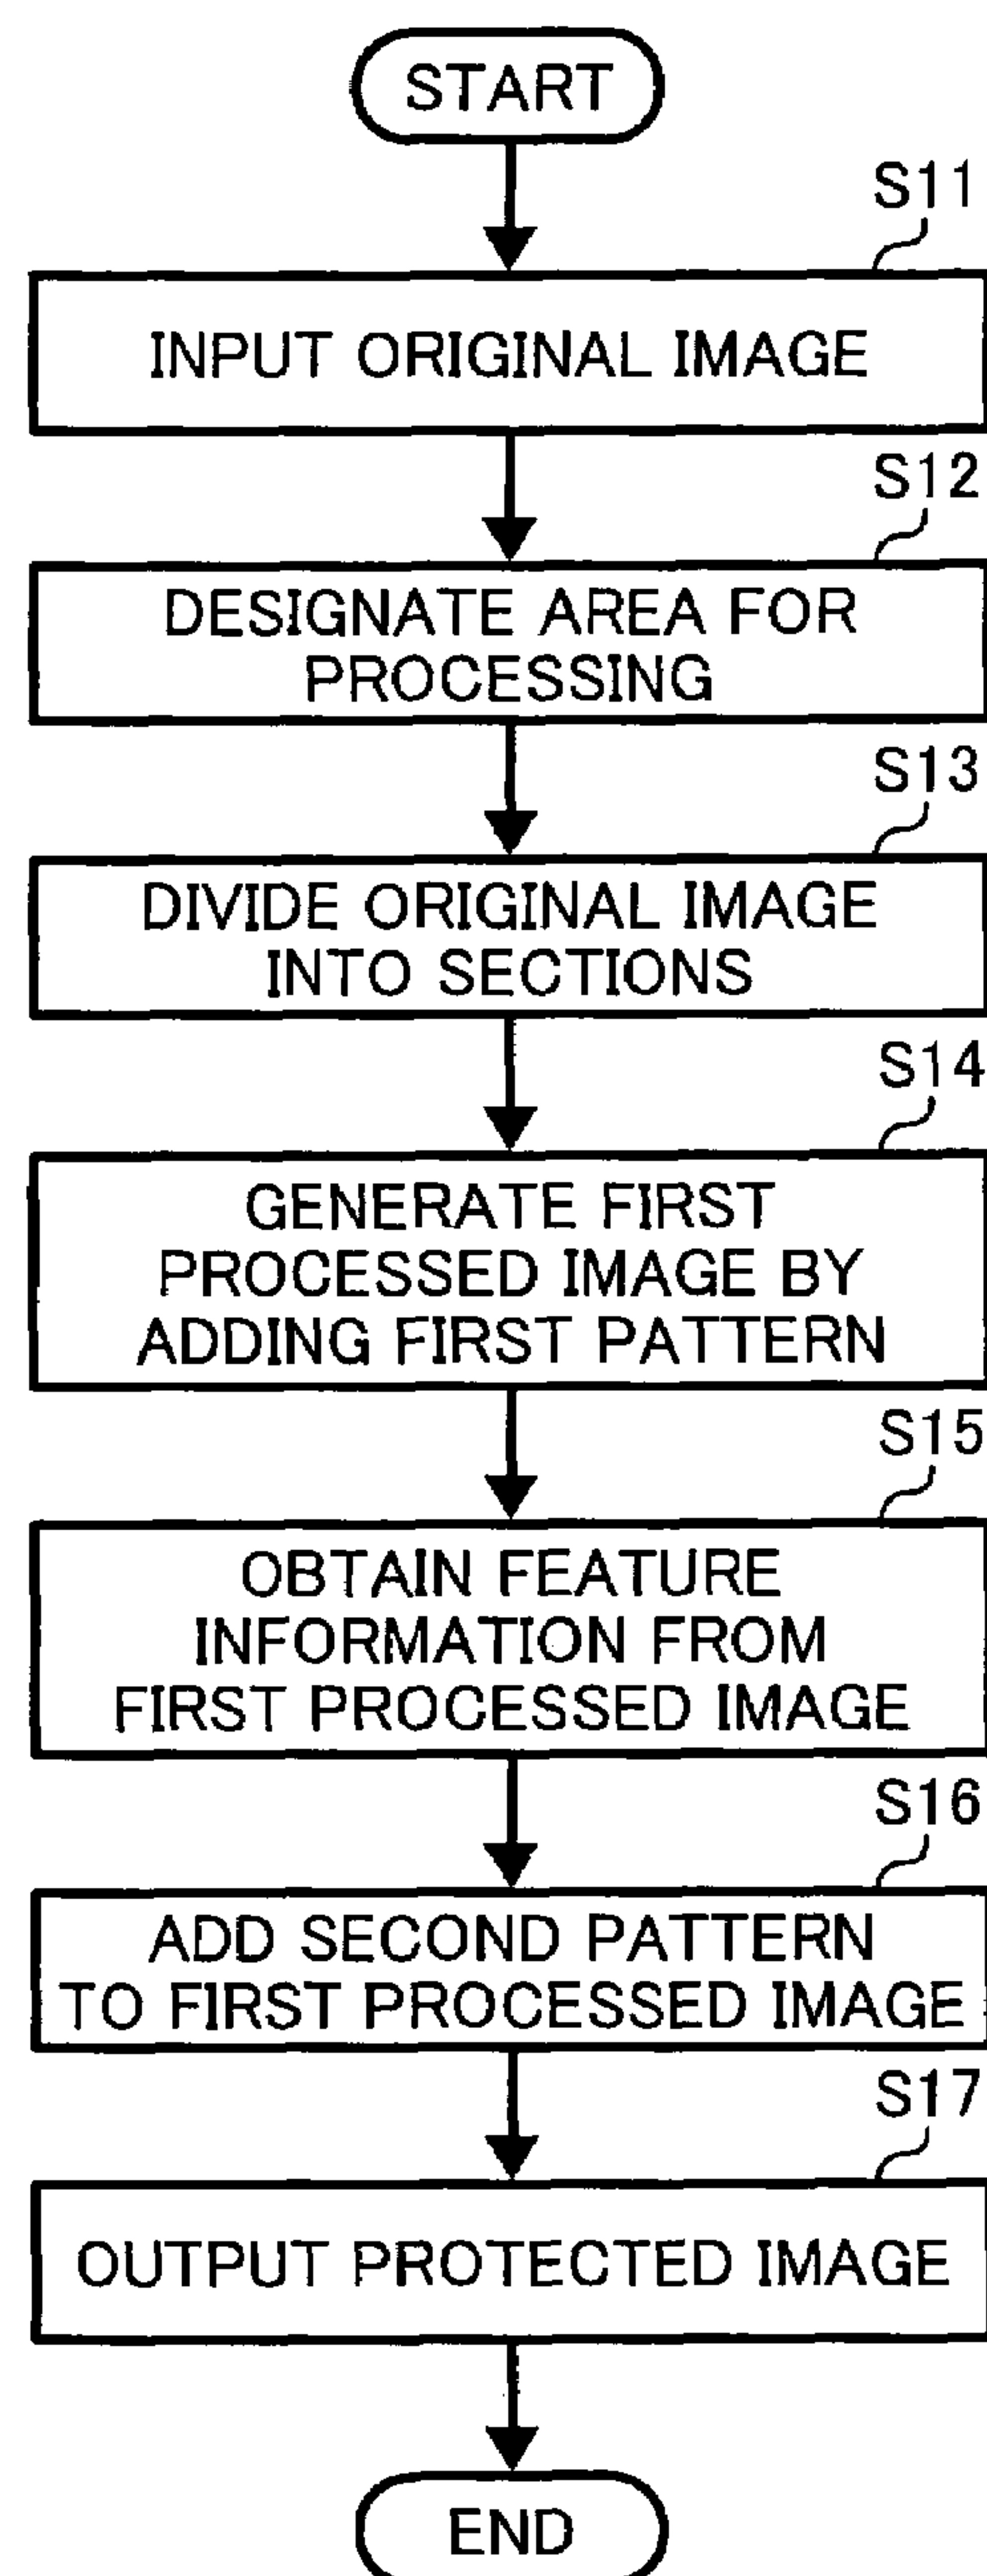 START
S11
INPUT ORIGINAL IMAGE
S12
DESIGNATE AREA FOR
PROCESSING
S13
DIVIDE ORIGINAL IMAGE
INTO SECTIONS
S14
GENERATE FIRST
PROCESSED IMAGE BY
ADDING FIRST PATTERN
S15
OBTAIN FEATURE
INFORMATION FROM
FIRST PROCESSED IMAGE
S16
ADD SECOND PATTERN
TO FIRST PROCESSED IMAGE
S17
OUTPUT PROTECTED IMAGE
END